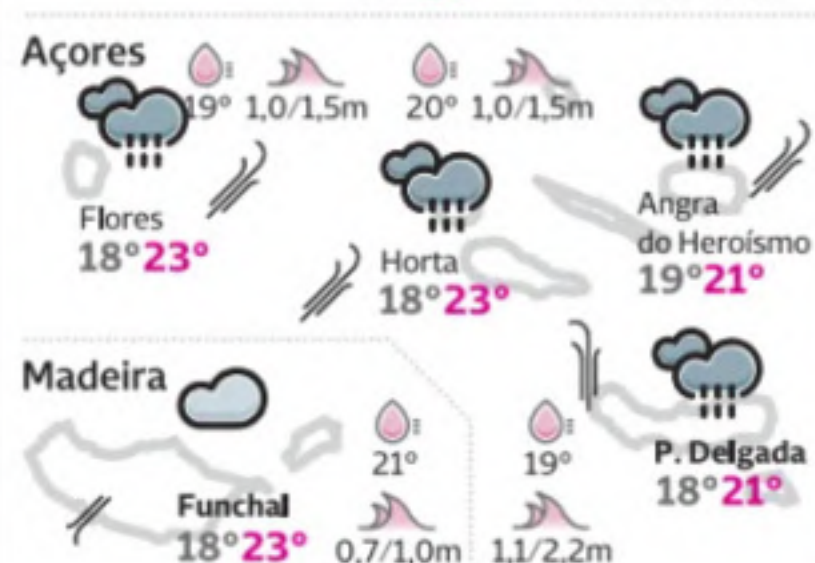 Açores
19° 1,0/1,5m
20° 1,0/1,5m
Flores
18° 23°
Horta
18° 23°
Angra
do Heroísmo
19° 21°
Madeira
21°
0,7/1,0m
Funchal
18° 23°
19°
1,1/2,2m
P. Delgada
18° 21°